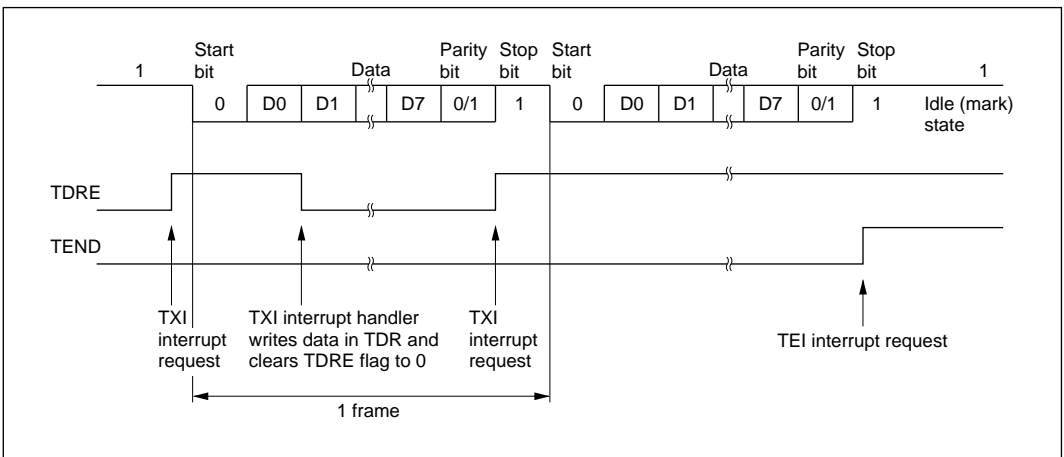 Start Parity Stop Start Parity Stop
1 bit Data bit bit bit Data bit bit 1
0 D0 D1 D7 0/1 1 0 D0 D1 D7 0/1 1 Idle (mark)
state
TDRE
TEND
TXI TXI interrupt handler TXI
interrupt writes data in TDR and interrupt TEI interrupt request
request clears TDRE flag to 0 request
1 frame